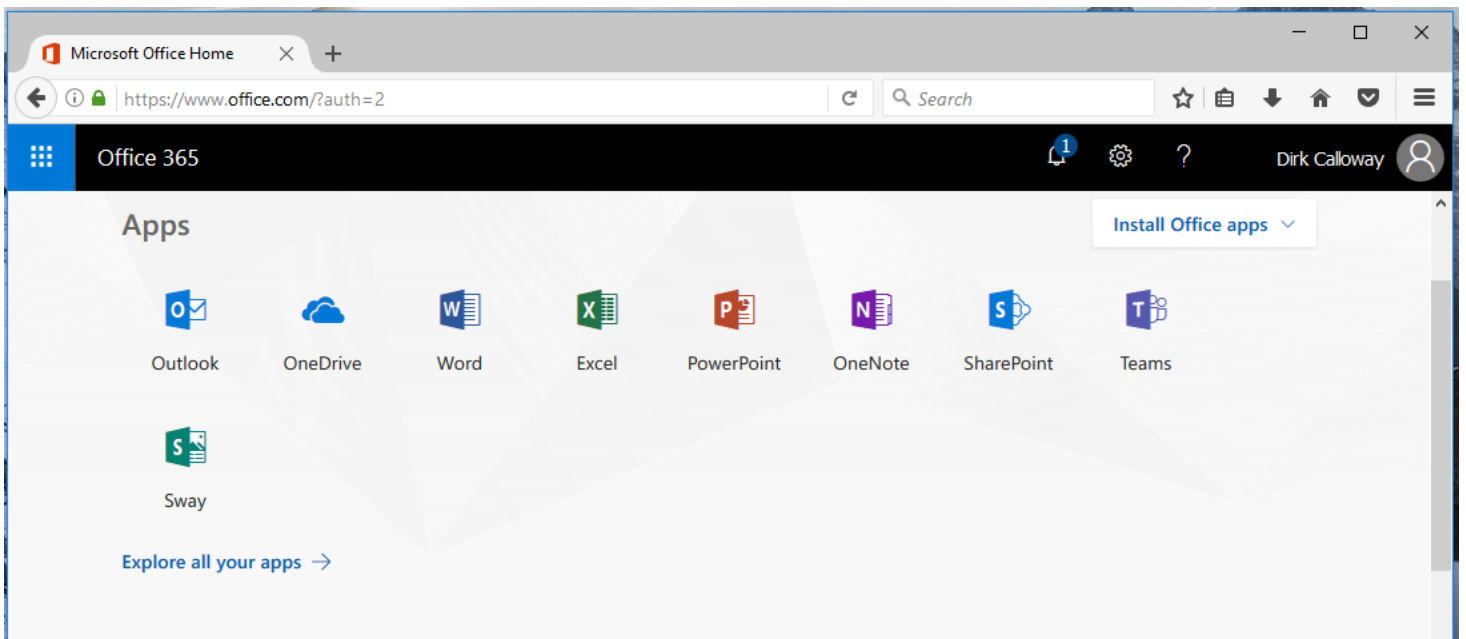 Microsoft Office Home
https://www.office.com/?auth=2
Search
Office 365
1
?
Dirk Calloway
Apps
Install Office apps
Outlook OneDrive Word Excel PowerPoint OneNote SharePoint Teams
Sway
Explore all your apps